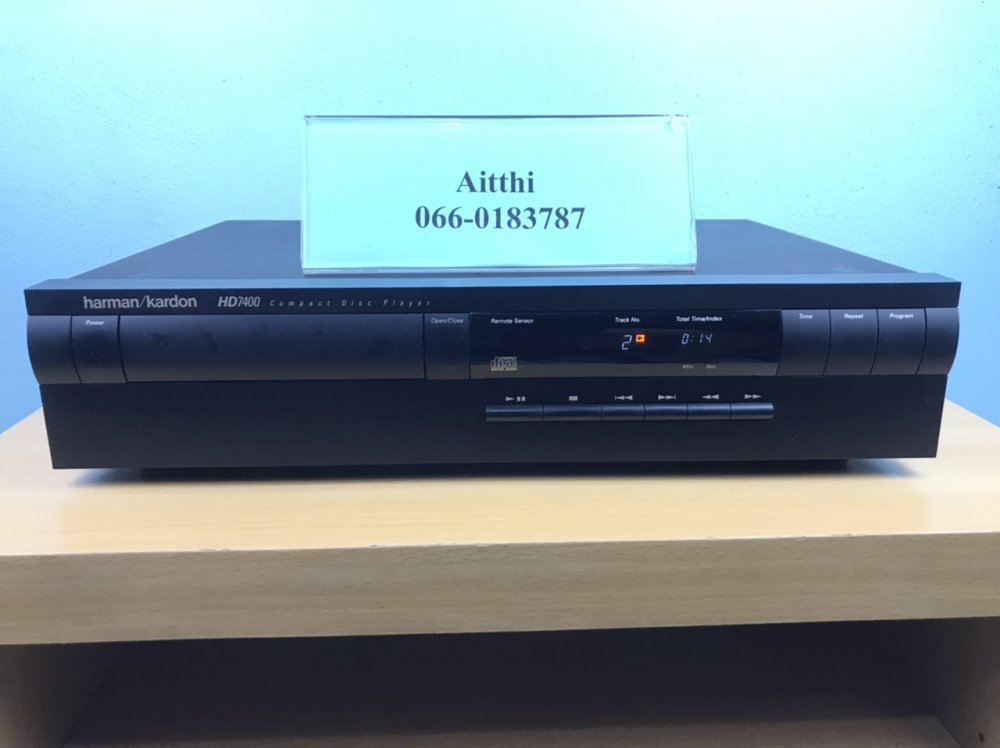 Aitthi
066-0183787
harman/kardon HD7400 Compact Disc Player
Power
Open/Close
Remote Sensor
Track No.
Total Time/Index
2
0:14
Min Sec
disc
Time
Repeat
Program